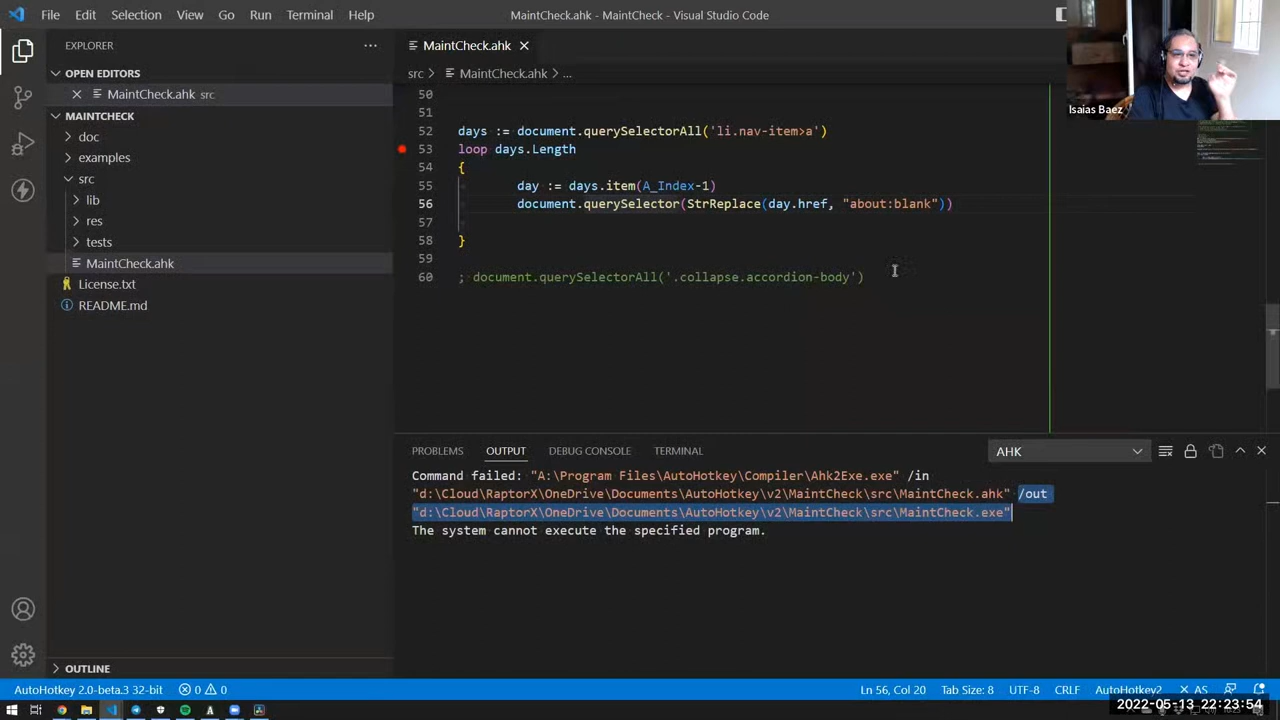 File Edit Selection View Go Run Terminal Help
MaintCheck.ahk - MaintCheck - Visual Studio Code
Isaias Baez
EXPLORER
OPEN EDITORS
MaintCheck.ahk src
MAINTCHECK
doc
examples
src
lib
res
tests
MaintCheck.ahk
License.txt
README.md
OUTLINE
MaintCheck.ahk
src > MaintCheck.ahk > ...
50
51
52 days := document.querySelectorAll('li.nav-item>a')
53 loop days.Length
54 {
55 day := days.item(A_Index-1)
56 document.querySelector(StrReplace(day.href, "about:blank"))
57
58 }
59
60 ; document.querySelectorAll('.collapse.accordion-body')
PROBLEMS OUTPUT DEBUG CONSOLE TERMINAL
AHK
Command failed: "A:\Program Files\AutoHotkey\Compiler\Ahk2Exe.exe" /in
"d:\Cloud\RaptorX\OneDrive\Documents\AutoHotkey\v2\MaintCheck\src\MaintCheck.ahk" /out
"d:\Cloud\RaptorX\OneDrive\Documents\AutoHotkey\v2\MaintCheck\src\MaintCheck.exe"
The system cannot execute the specified program.
AutoHotkey 2.0-beta.3 32-bit 0 0
Ln 56, Col 20 Tab Size: 8 UTF-8 CRLF AutoHotkey2 AS
2022-05-13 22:23:54